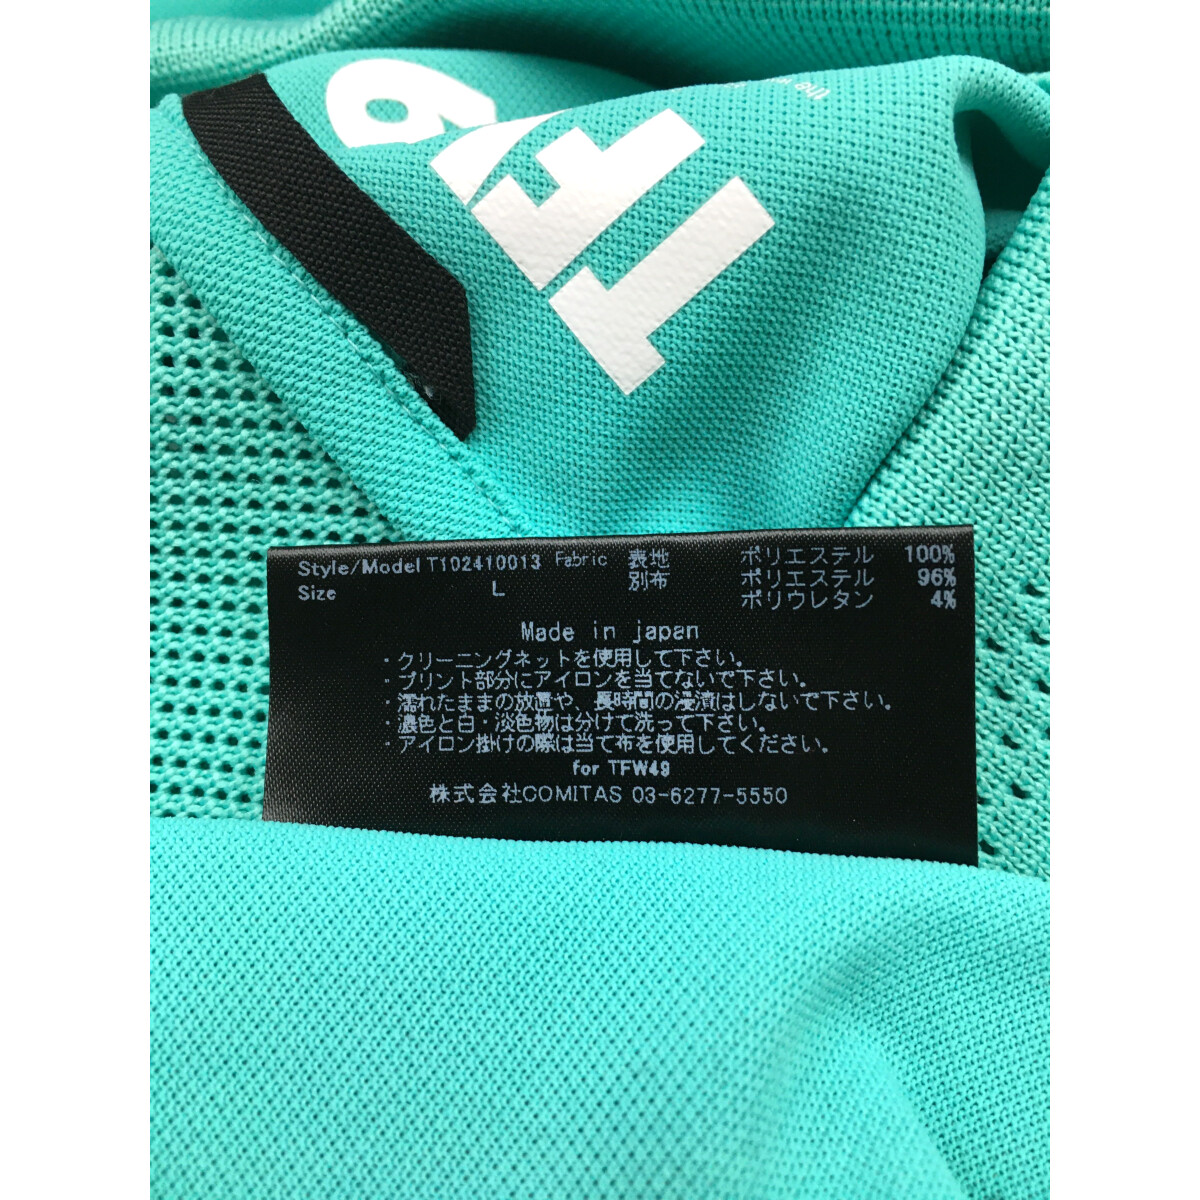 Style/Model T102410013 Fabric 表地 ポリエステル 100%
Size L 別布 ポリエステル 96%
ポリウレタン 4%
Made in japan
・クリーニングネットを使用して下さい。
・プリント部分にアイロンを当てないで下さい。
・濡れたままの放置や、長時間の浸漬はしないで下さい。
・濃色と白・淡色物は分けて洗って下さい。
・アイロン掛けの際は当て布を使用してください。
for TFW49
株式会社COMITAS 03-6277-5550
the